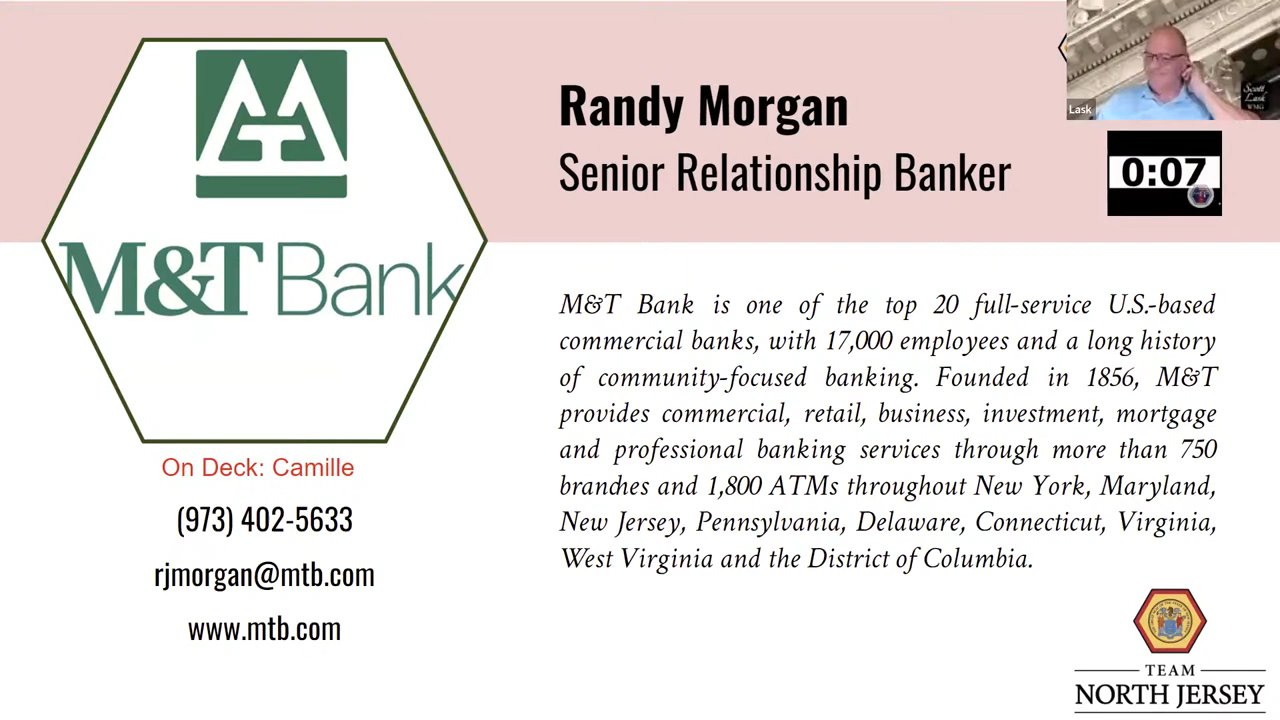 M&T Bank
On Deck: Camille
(973) 402-5633
rjmorgan@mtb.com
www.mtb.com
Randy Morgan
Senior Relationship Banker
M&T Bank is one of the top 20 full-service U.S.-based
commercial banks, with 17,000 employees and a long history
of community-focused banking. Founded in 1856, M&T
provides commercial, retail, business, investment, mortgage
and professional banking services through more than 750
branches and 1,800 ATMs throughout New York, Maryland,
New Jersey, Pennsylvania, Delaware, Connecticut, Virginia,
West Virginia and the District of Columbia.
STOC
Scott
Lask
WMG
Lask
0:07
TEAM
NORTH JERSEY